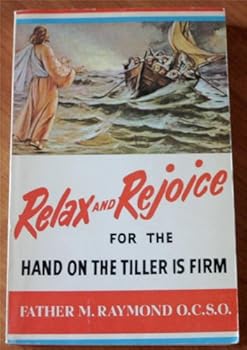 Relax AND Rejoice
FOR THE
HAND ON THE TILLER IS FIRM
FATHER M. RAYMOND O.C.S.O.